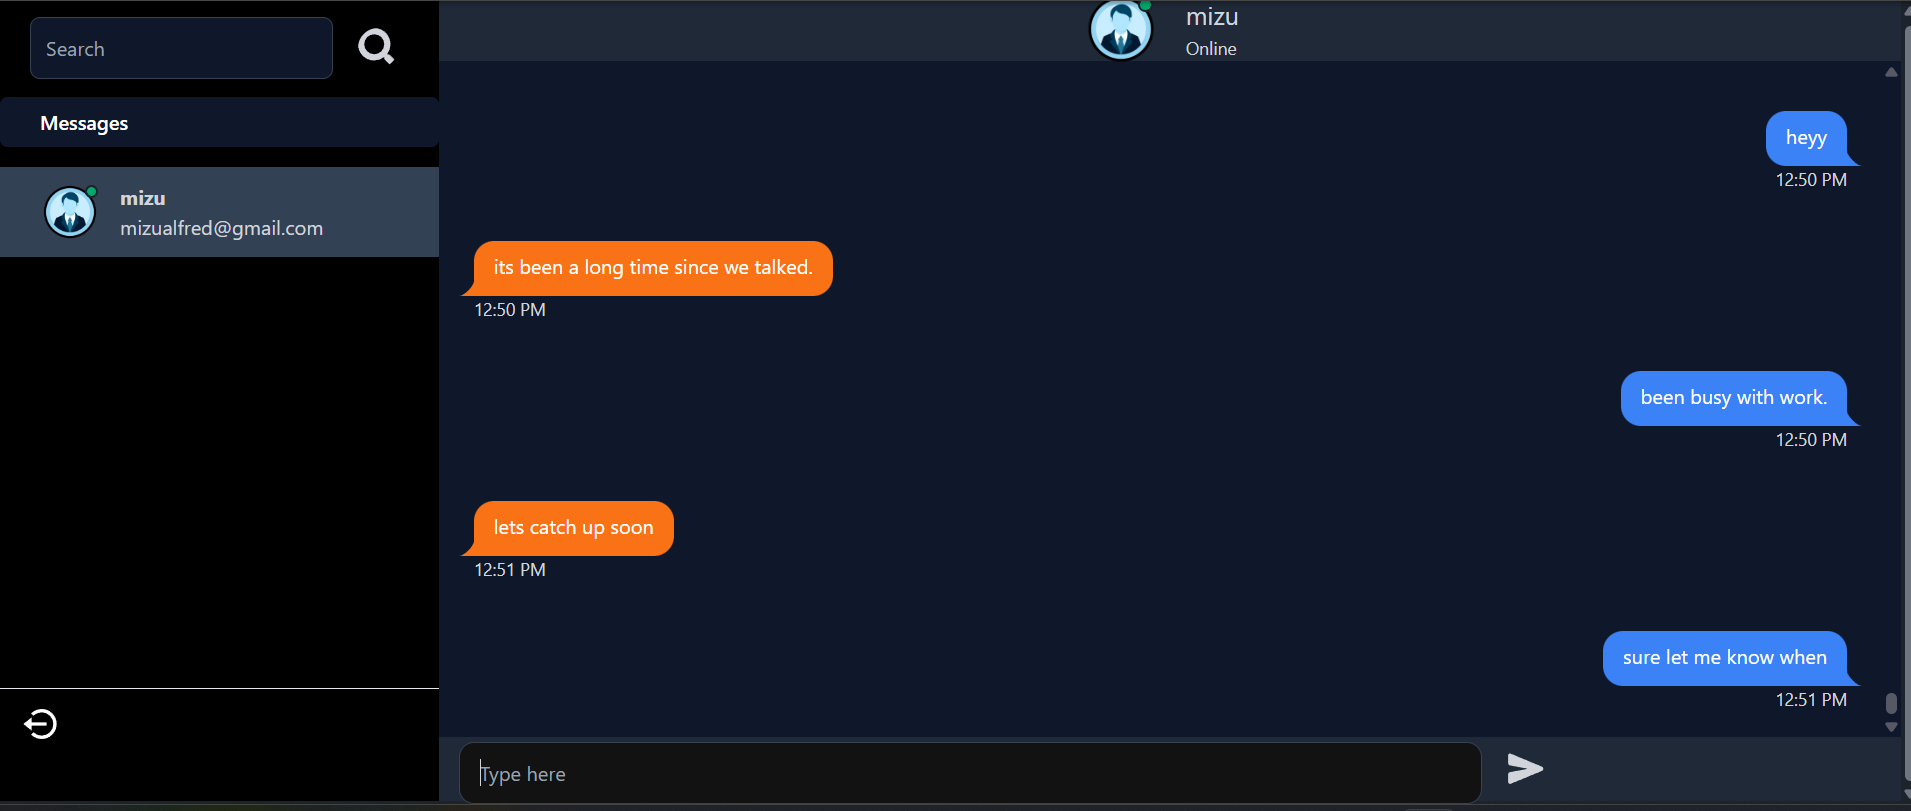 Search
Messages
mizu
mizualfred@gmail.com
mizu
Online
heyy
12:50 PM
its been a long time since we talked.
12:50 PM
been busy with work.
12:50 PM
lets catch up soon
12:51 PM
sure let me know when
12:51 PM
Type here